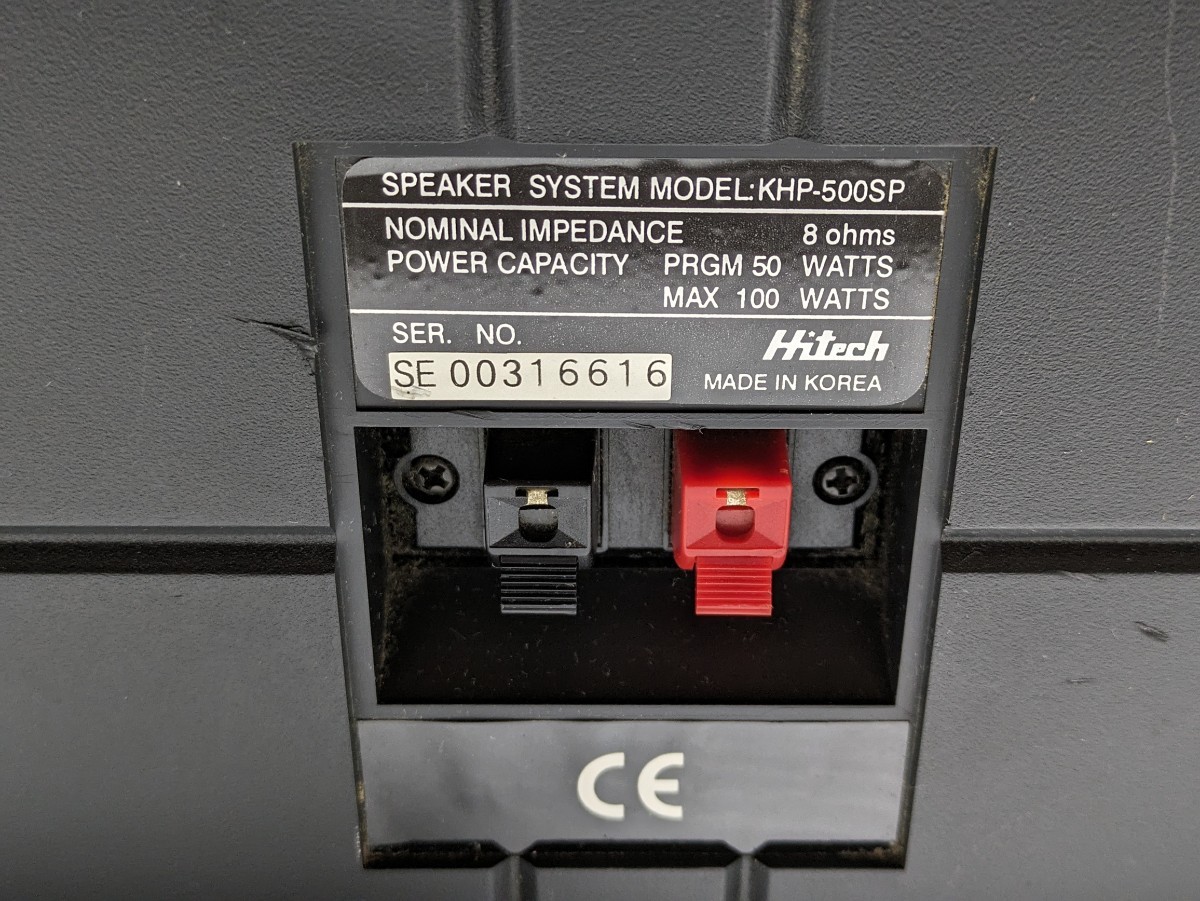 SPEAKER SYSTEM MODEL:KHP-500SP
NOMINAL IMPEDANCE 8 ohms
POWER CAPACITY PRGM 50 WATTS
MAX 100 WATTS
SER. NO.
SE 00316616
Hitech
MADE IN KOREA
CE